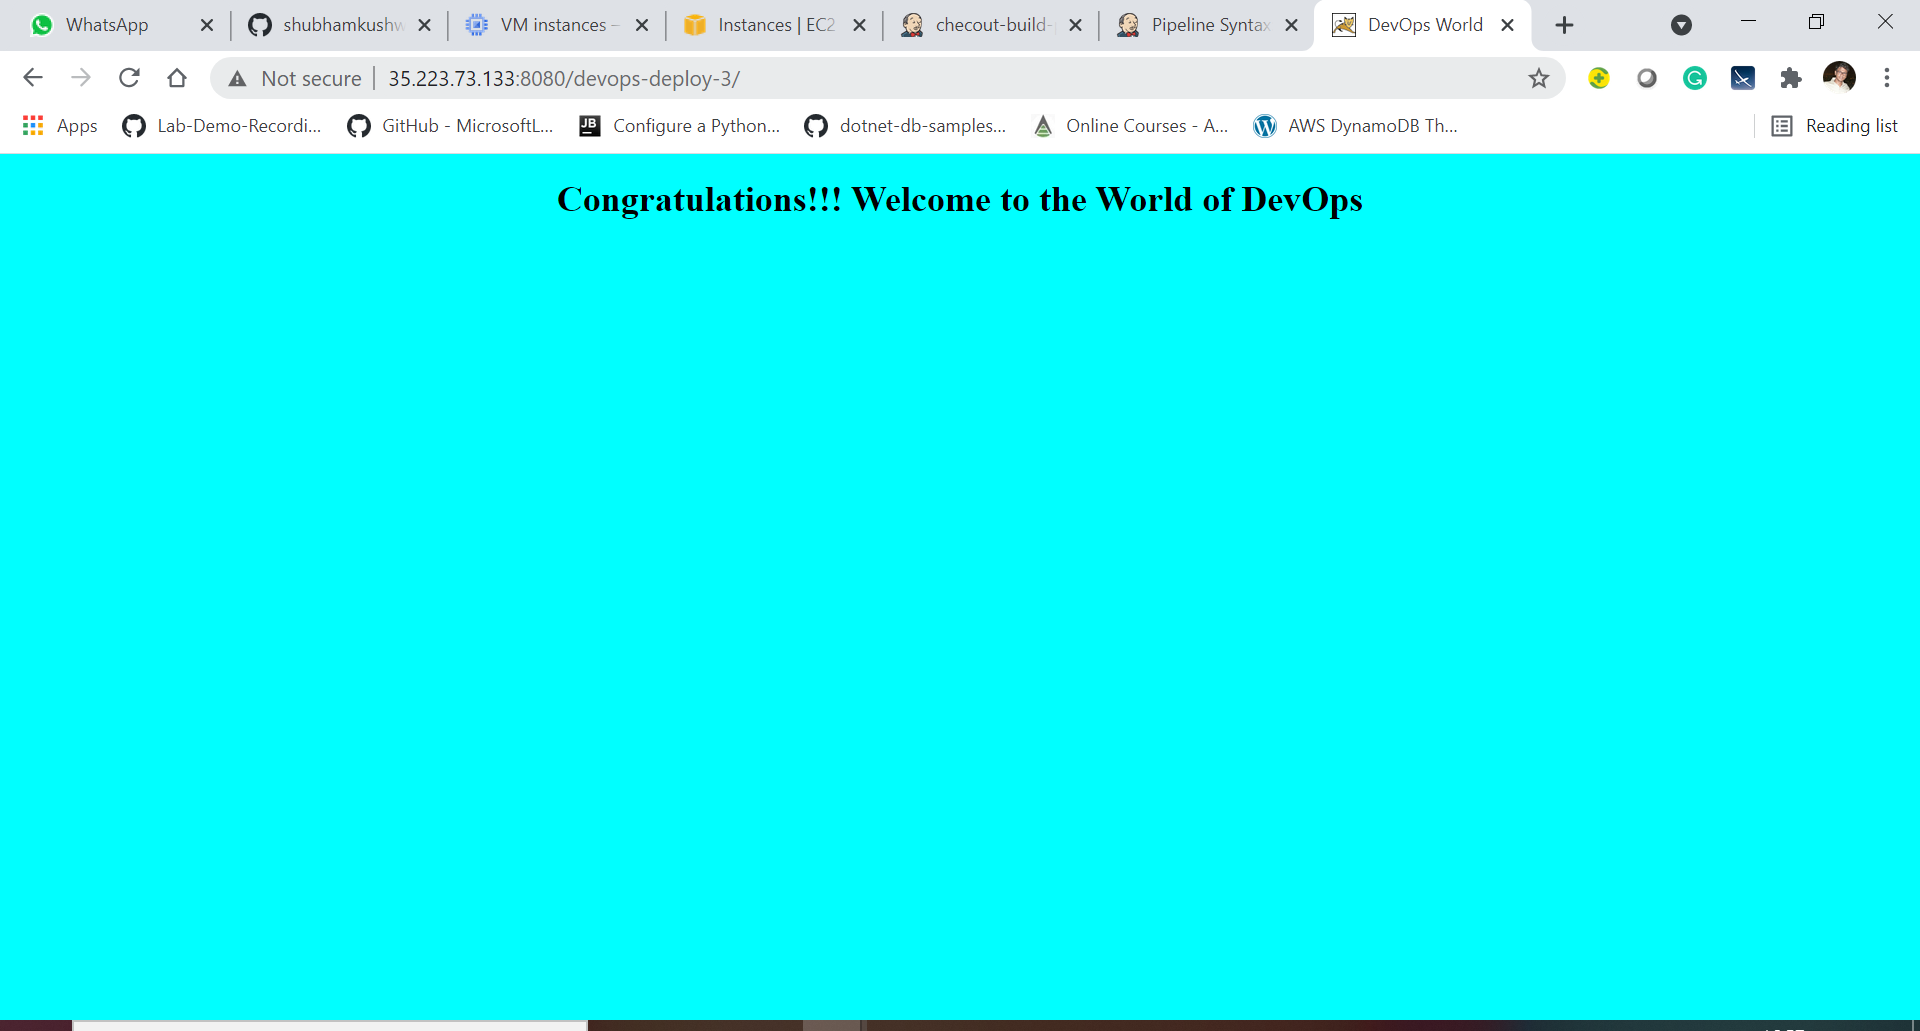 WhatsApp
shubhamkushw
VM instances –
Instances | EC2
checout-build-
Pipeline Syntax
DevOps World
Not secure
35.223.73.133:8080/devops-deploy-3/
Apps
Lab-Demo-Recordi...
GitHub - MicrosoftL...
JB
Configure a Python...
dotnet-db-samples...
Online Courses - A...
AWS DynamoDB Th...
Reading list
Congratulations!!! Welcome to the World of DevOps